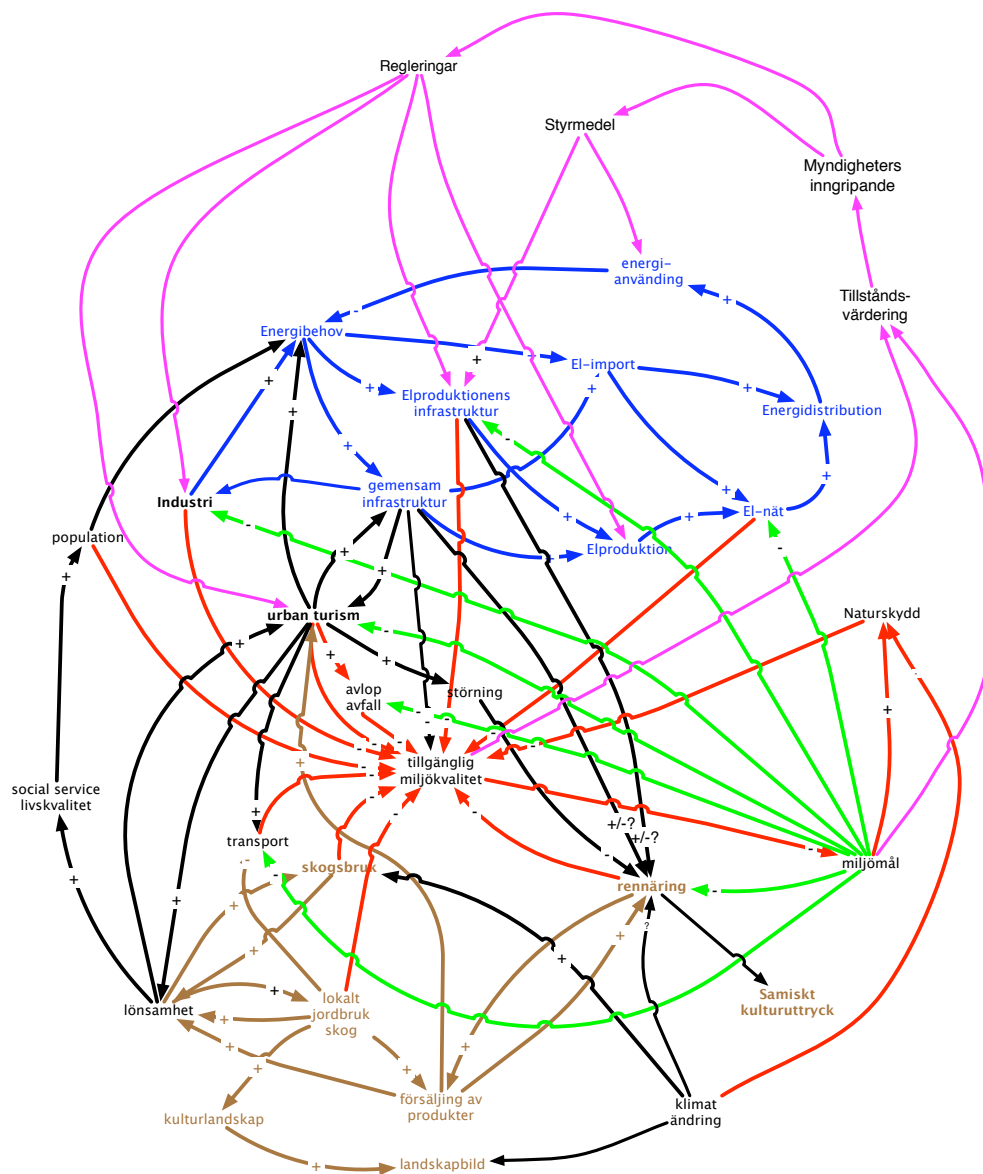 Regleringar
Styrmedel
Myndigheters
inngripande
energi-
använding
Tillstånds-
värdering
-
+
Energibehov
+
-
El-import
+
+
Elproduktionens
infrastruktur
+
Energidistribution
+
-
+
+
gemensam
infrastruktur
+
+
Industri
El-nät
+
+
-
population
+
Elproduktion
+
-
+
+
+
Naturskydd
urban turism
-
+
+
+
avlop
avfall
störning
-
+
-
-
-
-
-
-
+
tillgänglig
miljökvalitet
-
-
social service
livskvalitet
-
+
-
+/-?
+/-?
transport
-
-
-
miljömål
skogsbruk
-
-
rennäring
-
+
+
+
?
+
+
+
+
Samiskt
kulturuttryck
lönsamhet
lokalt
jordbruk
skog
+
+
+
+
+
försäljing av
produkter
klimat
ändring
kulturlandskap
+
landskapbild